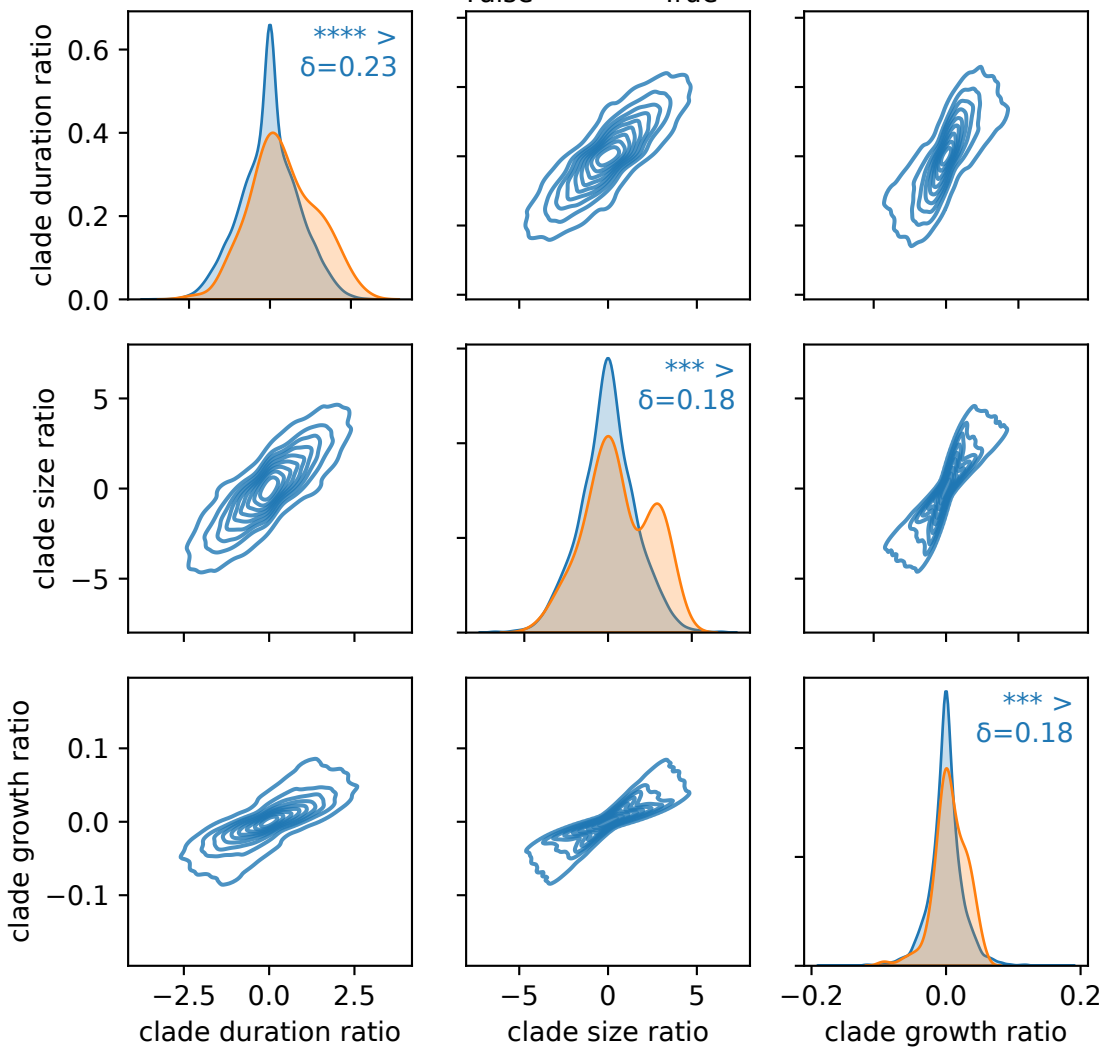 clade duration ratio
0.6
0.4
0.2
0.0
**** >
δ=0.23
clade size ratio
5
0
−5
*** >
δ=0.18
clade growth ratio
0.1
0.0
−0.1
*** >
δ=0.18
−2.5 0.0 2.5
−5 0 5
−0.2 0.0 0.2
clade duration ratio
clade size ratio
clade growth ratio